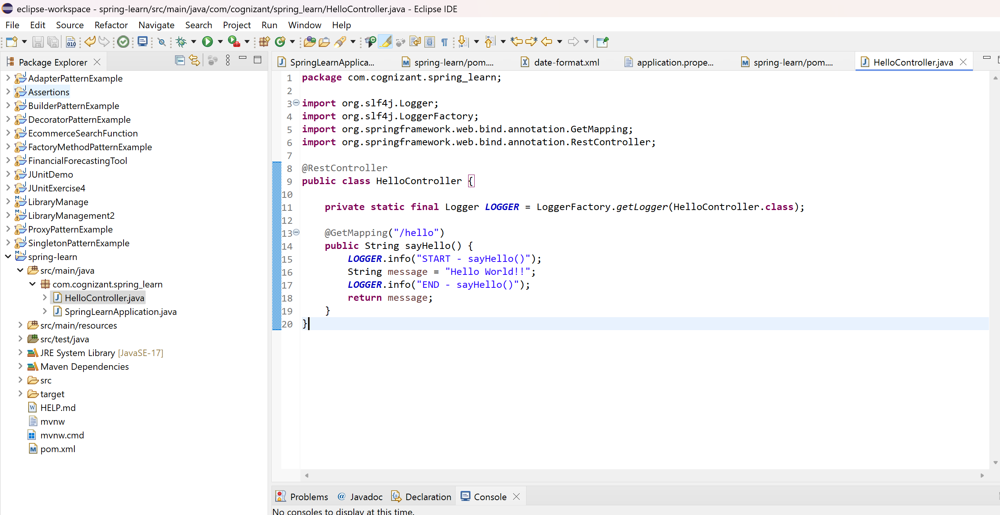 eclipse-workspace - spring-learn/src/main/java/com/cognizant/spring_learn/HelloController.java - Eclipse IDE
File Edit Source Refactor Navigate Search Project Run Window Help
010
Package Explorer
AdapterPatternExample
Assertions
BuilderPatternExample
DecoratorPatternExample
EcommerceSearchFunction
FactoryMethodPatternExample
FinancialForecastingTool
JUnitDemo
JUnitExercise4
LibraryManage
LibraryManagement2
ProxyPatternExample
SingletonPatternExample
spring-learn
src/main/java
com.cognizant.spring_learn
HelloController.java
SpringLearnApplication.java
src/main/resources
src/test/java
JRE System Library [JavaSE-17]
Maven Dependencies
src
target
HELP.md
mvnw
mvnw.cmd
pom.xml
SpringLearnApplica... spring-learn/pom.... date-format.xml application.prope... spring-learn/pom.... HelloController.java
1 package com.cognizant.spring_learn;
2
3 import org.slf4j.Logger;
4 import org.slf4j.LoggerFactory;
5 import org.springframework.web.bind.annotation.GetMapping;
6 import org.springframework.web.bind.annotation.RestController;
7
8 @RestController
9 public class HelloController {
10
11 private static final Logger LOGGER = LoggerFactory.getLogger(HelloController.class);
12
13 @GetMapping("/hello")
14 public String sayHello() {
15 LOGGER.info("START - sayHello()");
16 String message = "Hello World!!";
17 LOGGER.info("END - sayHello()");
18 return message;
19 }
20 }
Problems @ Javadoc Declaration Console
No consoles to display at this time.